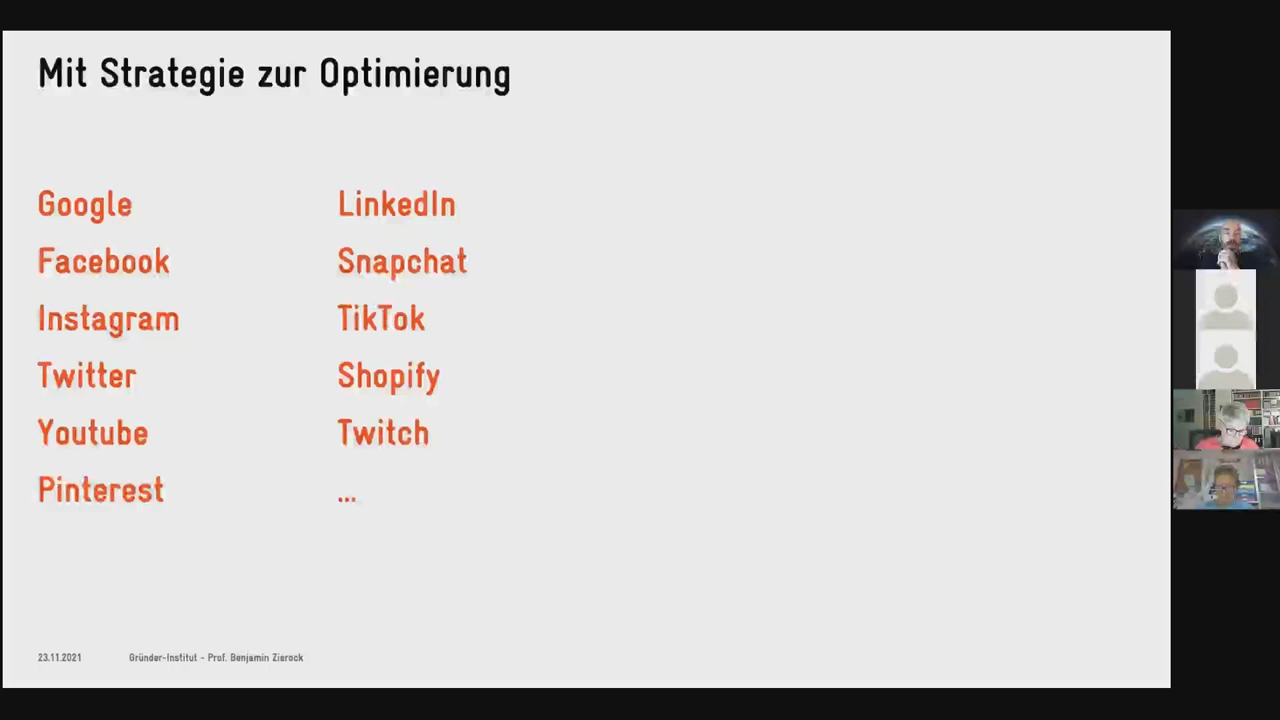 Mit Strategie zur Optimierung
Google
Facebook
Instagram
Twitter
Youtube
Pinterest
LinkedIn
Snapchat
TikTok
Shopify
Twitch
...
23.11.2021 Gründer-Institut - Prof. Benjamin Zierock